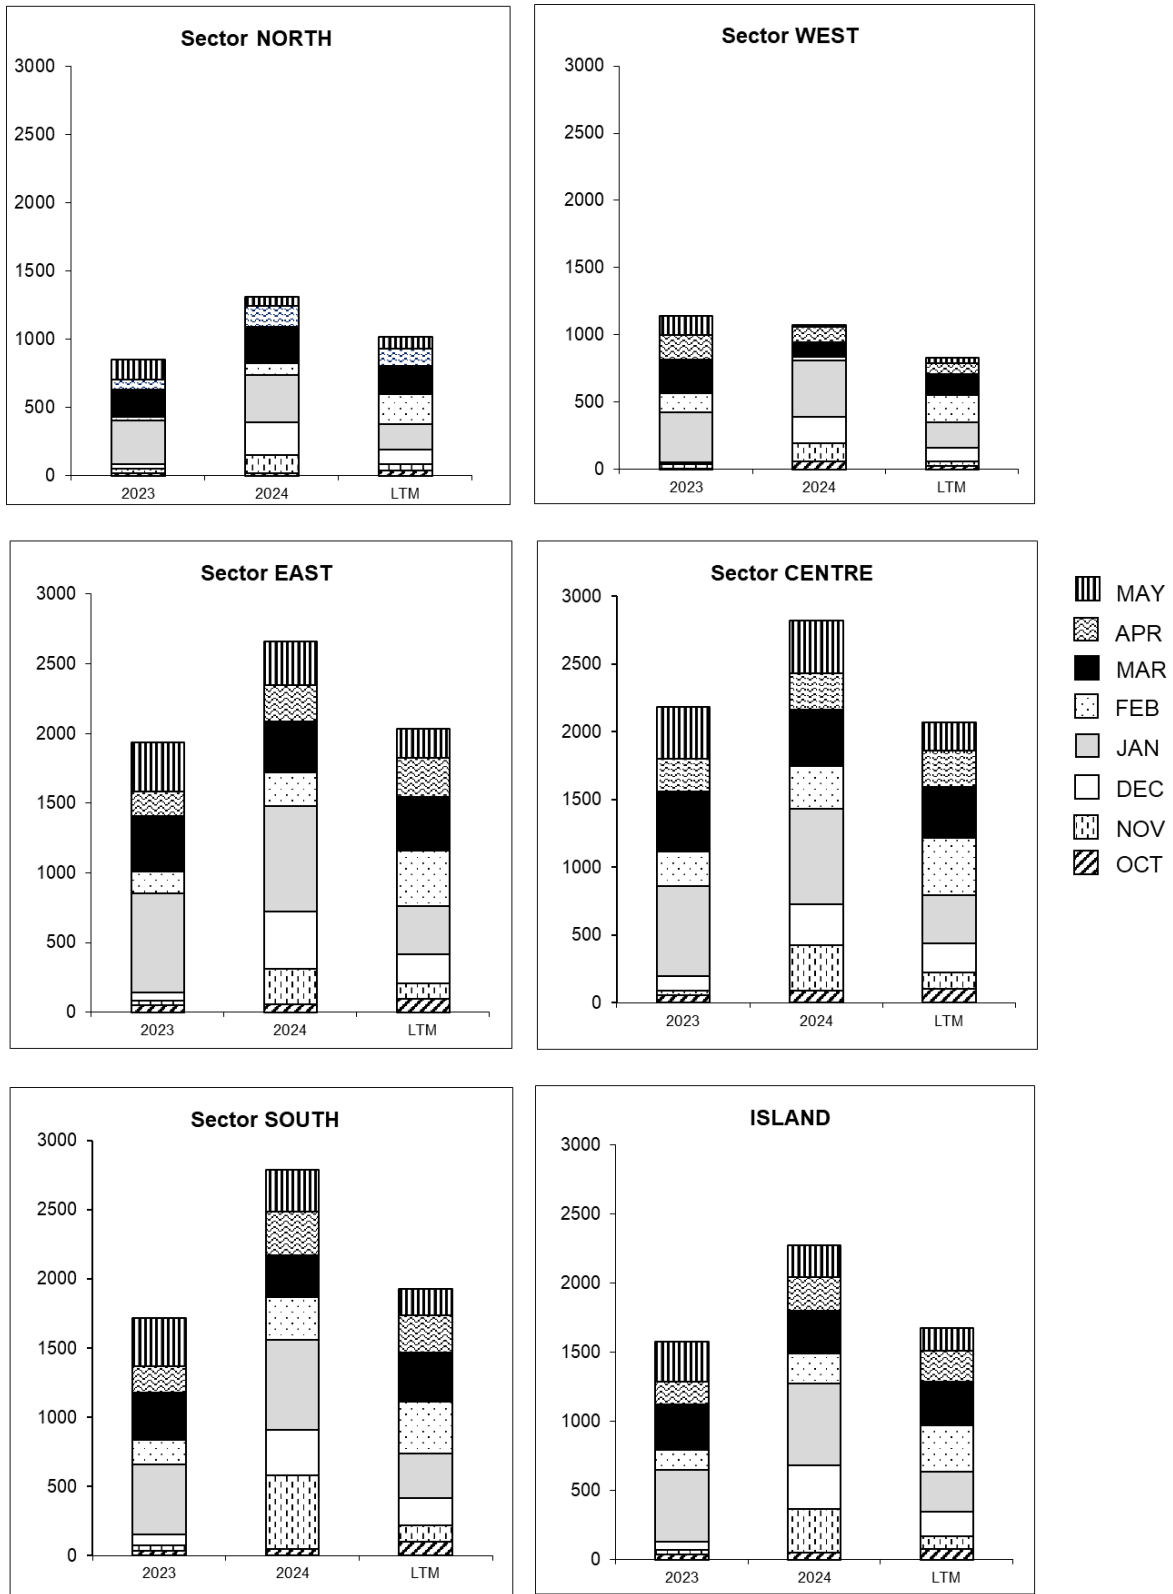 Sector NORTH
3000
2500
2000
1500
1000
500
0
2023 2024 LTM
Sector WEST
3000
2500
2000
1500
1000
500
0
2023 2024 LTM
Sector EAST
3000
2500
2000
1500
1000
500
0
2023 2024 LTM
Sector CENTRE
3000
2500
2000
1500
1000
500
0
2023 2024 LTM
MAY
APR
MAR
FEB
JAN
DEC
NOV
OCT
Sector SOUTH
3000
2500
2000
1500
1000
500
0
2023 2024 LTM
ISLAND
3000
2500
2000
1500
1000
500
0
2023 2024 LTM